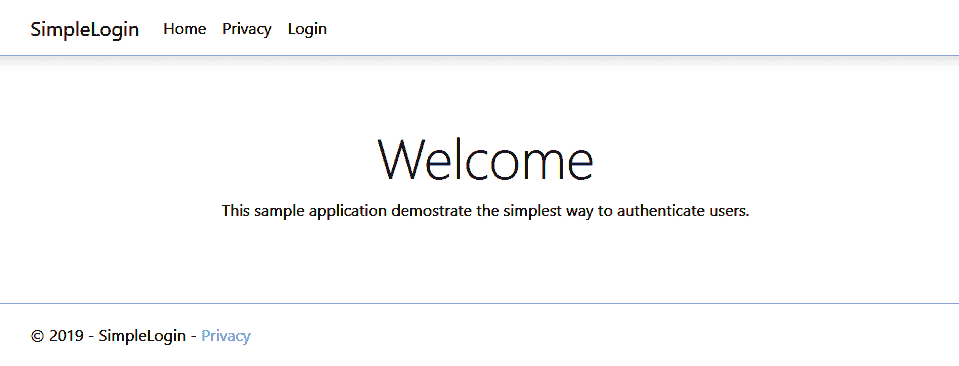 SimpleLogin Home Privacy Login
Welcome
This sample application demostrate the simplest way to authenticate users.
© 2019 - SimpleLogin - Privacy